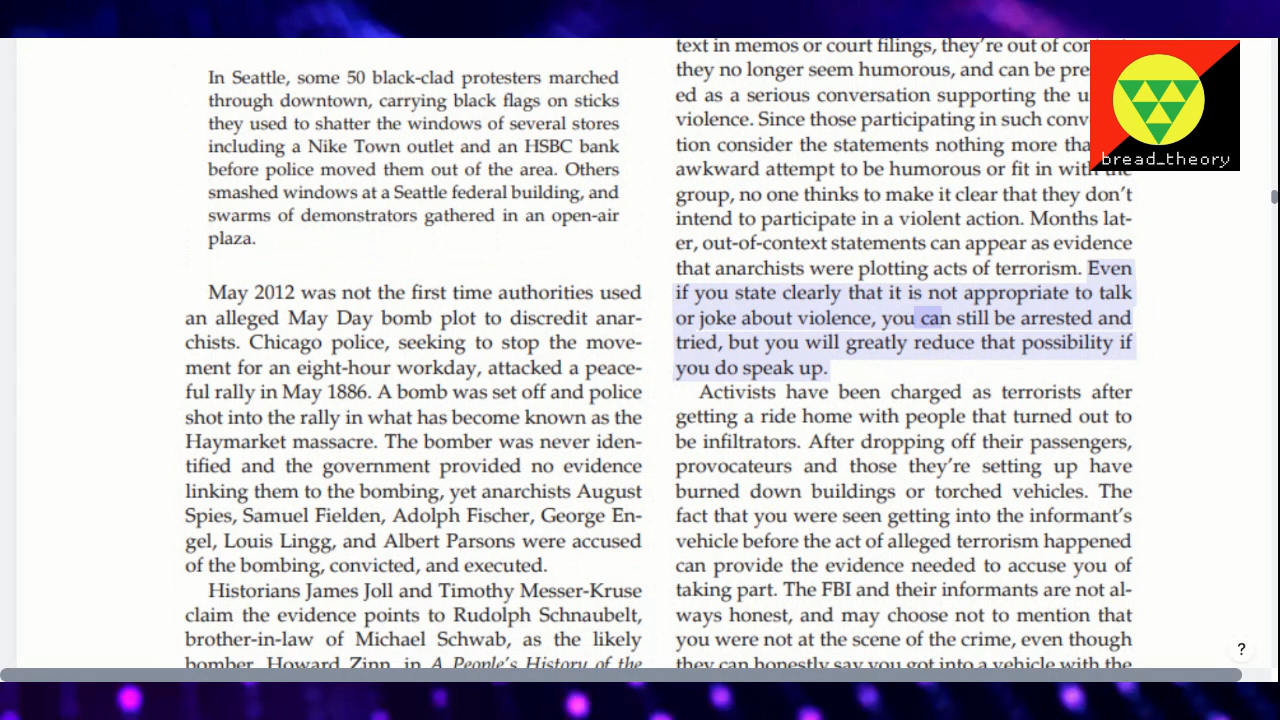 In Seattle, some 50 black-clad protesters marched
through downtown, carrying black flags on sticks
they used to shatter the windows of several stores
including a Nike Town outlet and an HSBC bank
before police moved them out of the area. Others
smashed windows at a Seattle federal building, and
swarms of demonstrators gathered in an open-air
plaza.
May 2012 was not the first time authorities used
an alleged May Day bomb plot to discredit anar-
chists. Chicago police, seeking to stop the move-
ment for an eight-hour workday, attacked a peace-
ful rally in May 1886. A bomb was set off and police
shot into the rally in what has become known as the
Haymarket massacre. The bomber was never iden-
tified and the government provided no evidence
linking them to the bombing, yet anarchists August
Spies, Samuel Fielden, Adolph Fischer, George En-
gel, Louis Lingg, and Albert Parsons were accused
of the bombing, convicted, and executed.
Historians James Joll and Timothy Messer-Kruse
claim the evidence points to Rudolph Schnaubelt,
brother-in-law of Michael Schwab, as the likely
bomber. Howard Zinn, in A People's History of the
text in memos or court filings, they're out of
they no longer seem humorous, and can be
ed as a serious conversation supporting the
violence. Since those participating in such
tion consider the statements nothing more
awkward attempt to be humorous or fit in with the
group, no one thinks to make it clear that they don't
intend to participate in a violent action. Months lat-
er, out-of-context statements can appear as evidence
that anarchists were plotting acts of terrorism. Even
if you state clearly that it is not appropriate to talk
or joke about violence, you can still be arrested and
tried, but you will greatly reduce that possibility if
you do speak up.
Activists have been charged as terrorists after
getting a ride home with people that turned out to
be infiltrators. After dropping off their passengers,
provocateurs and those they're setting up have
burned down buildings or torched vehicles. The
fact that you were seen getting into the informant's
vehicle before the act of alleged terrorism happened
can provide the evidence needed to accuse you of
taking part. The FBI and their informants are not al-
ways honest, and may choose not to mention that
you were not at the scene of the crime, even though
they can honestly say you got into a vehicle with the
bread_theory
?